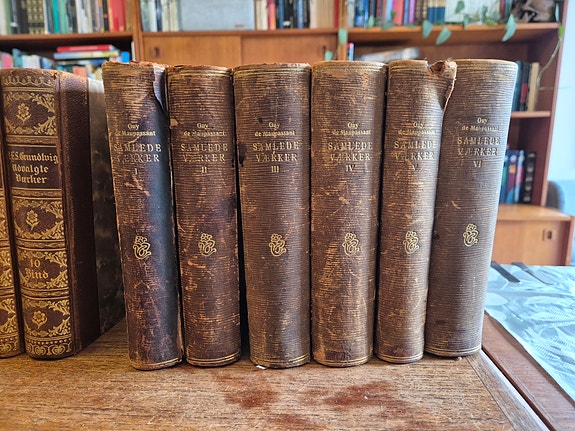 F.S. Grundtvig
Udvalgte
Værker
10
Bind
Guy
de Maupassant
SAMLEDE
VÆRKER
I
Guy
de Maupassant
SAMLEDE
VÆRKER
II
Guy
de Maupassant
SAMLEDE
VÆRKER
III
Guy
de Maupassant
SAMLEDE
VÆRKER
IV
Guy
de Maupassant
SAMLEDE
VÆRKER
V
Guy
de Maupassant
SAMLEDE
VÆRKER